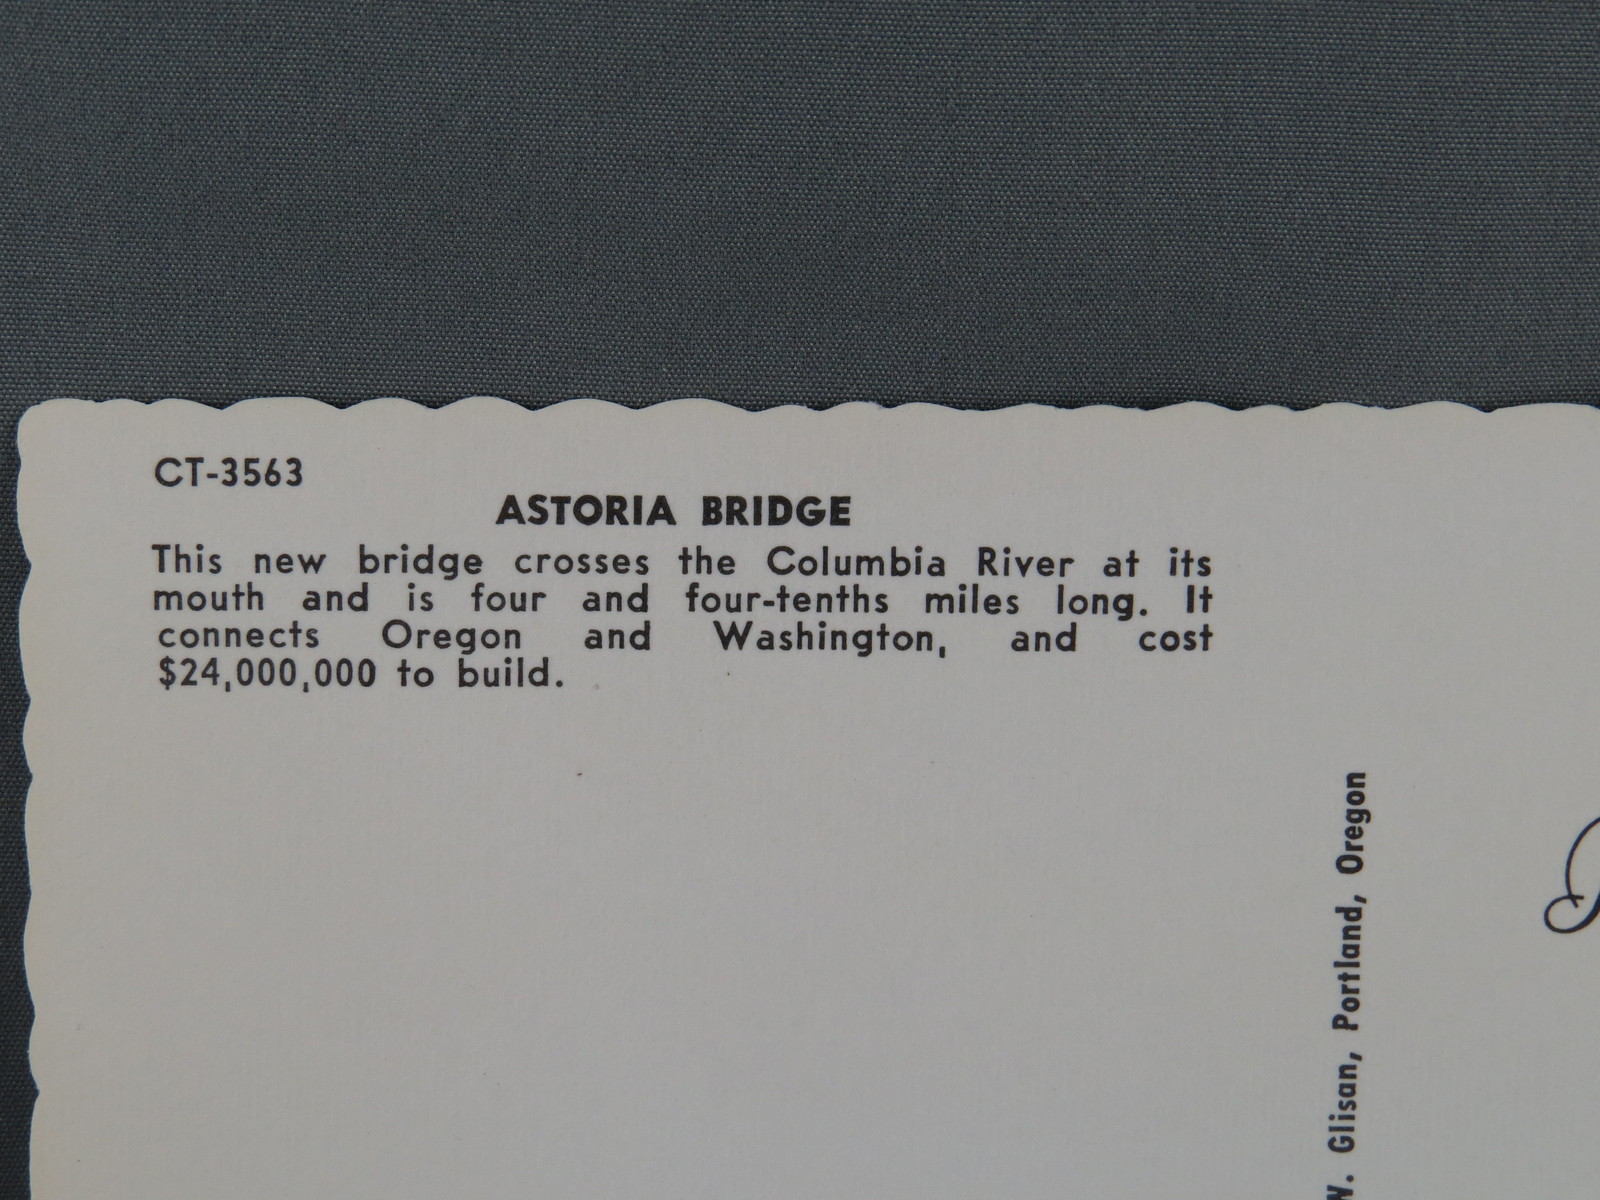 CT-3563
ASTORIA BRIDGE
This new bridge crosses the Columbia River at its
mouth and is four and four-tenths miles long. It
connects Oregon and Washington, and cost
$24,000,000 to build.
W. Glisan, Portland, Oregon